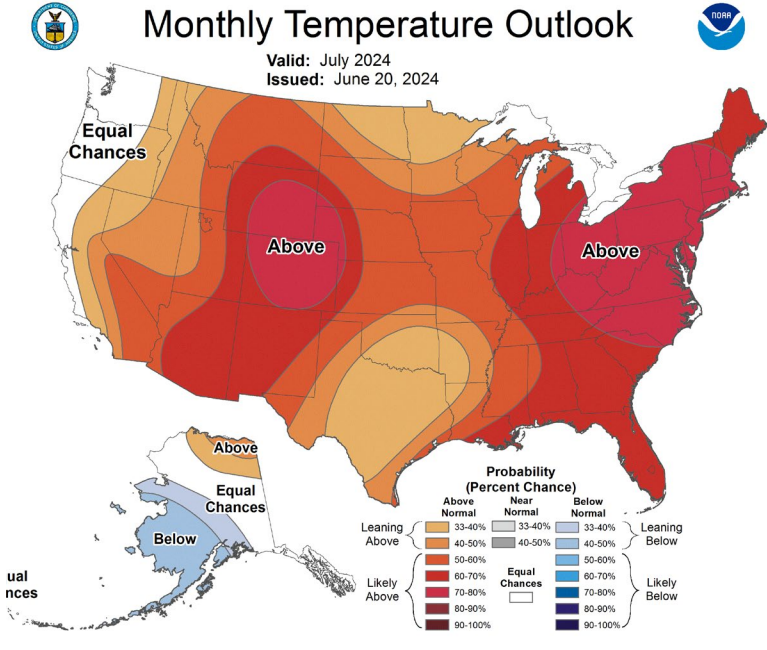 Monthly Temperature Outlook
NOAA
Valid: July 2024
Issued: June 20, 2024
Equal
Chances
Above
Above
Above
Equal
Chances
Below
ual
nces
Probability
(Percent Chance)
Above
Normal
Near
Normal
Below
Normal
Leaning
Above
33-40%
40-50%
Likely
Above
50-60%
60-70%
70-80%
80-90%
90-100%
33-40%
40-50%
Equal
Chances
33-40%
40-50%
Leaning
Below
50-60%
60-70%
70-80%
80-90%
90-100%
Likely
Below